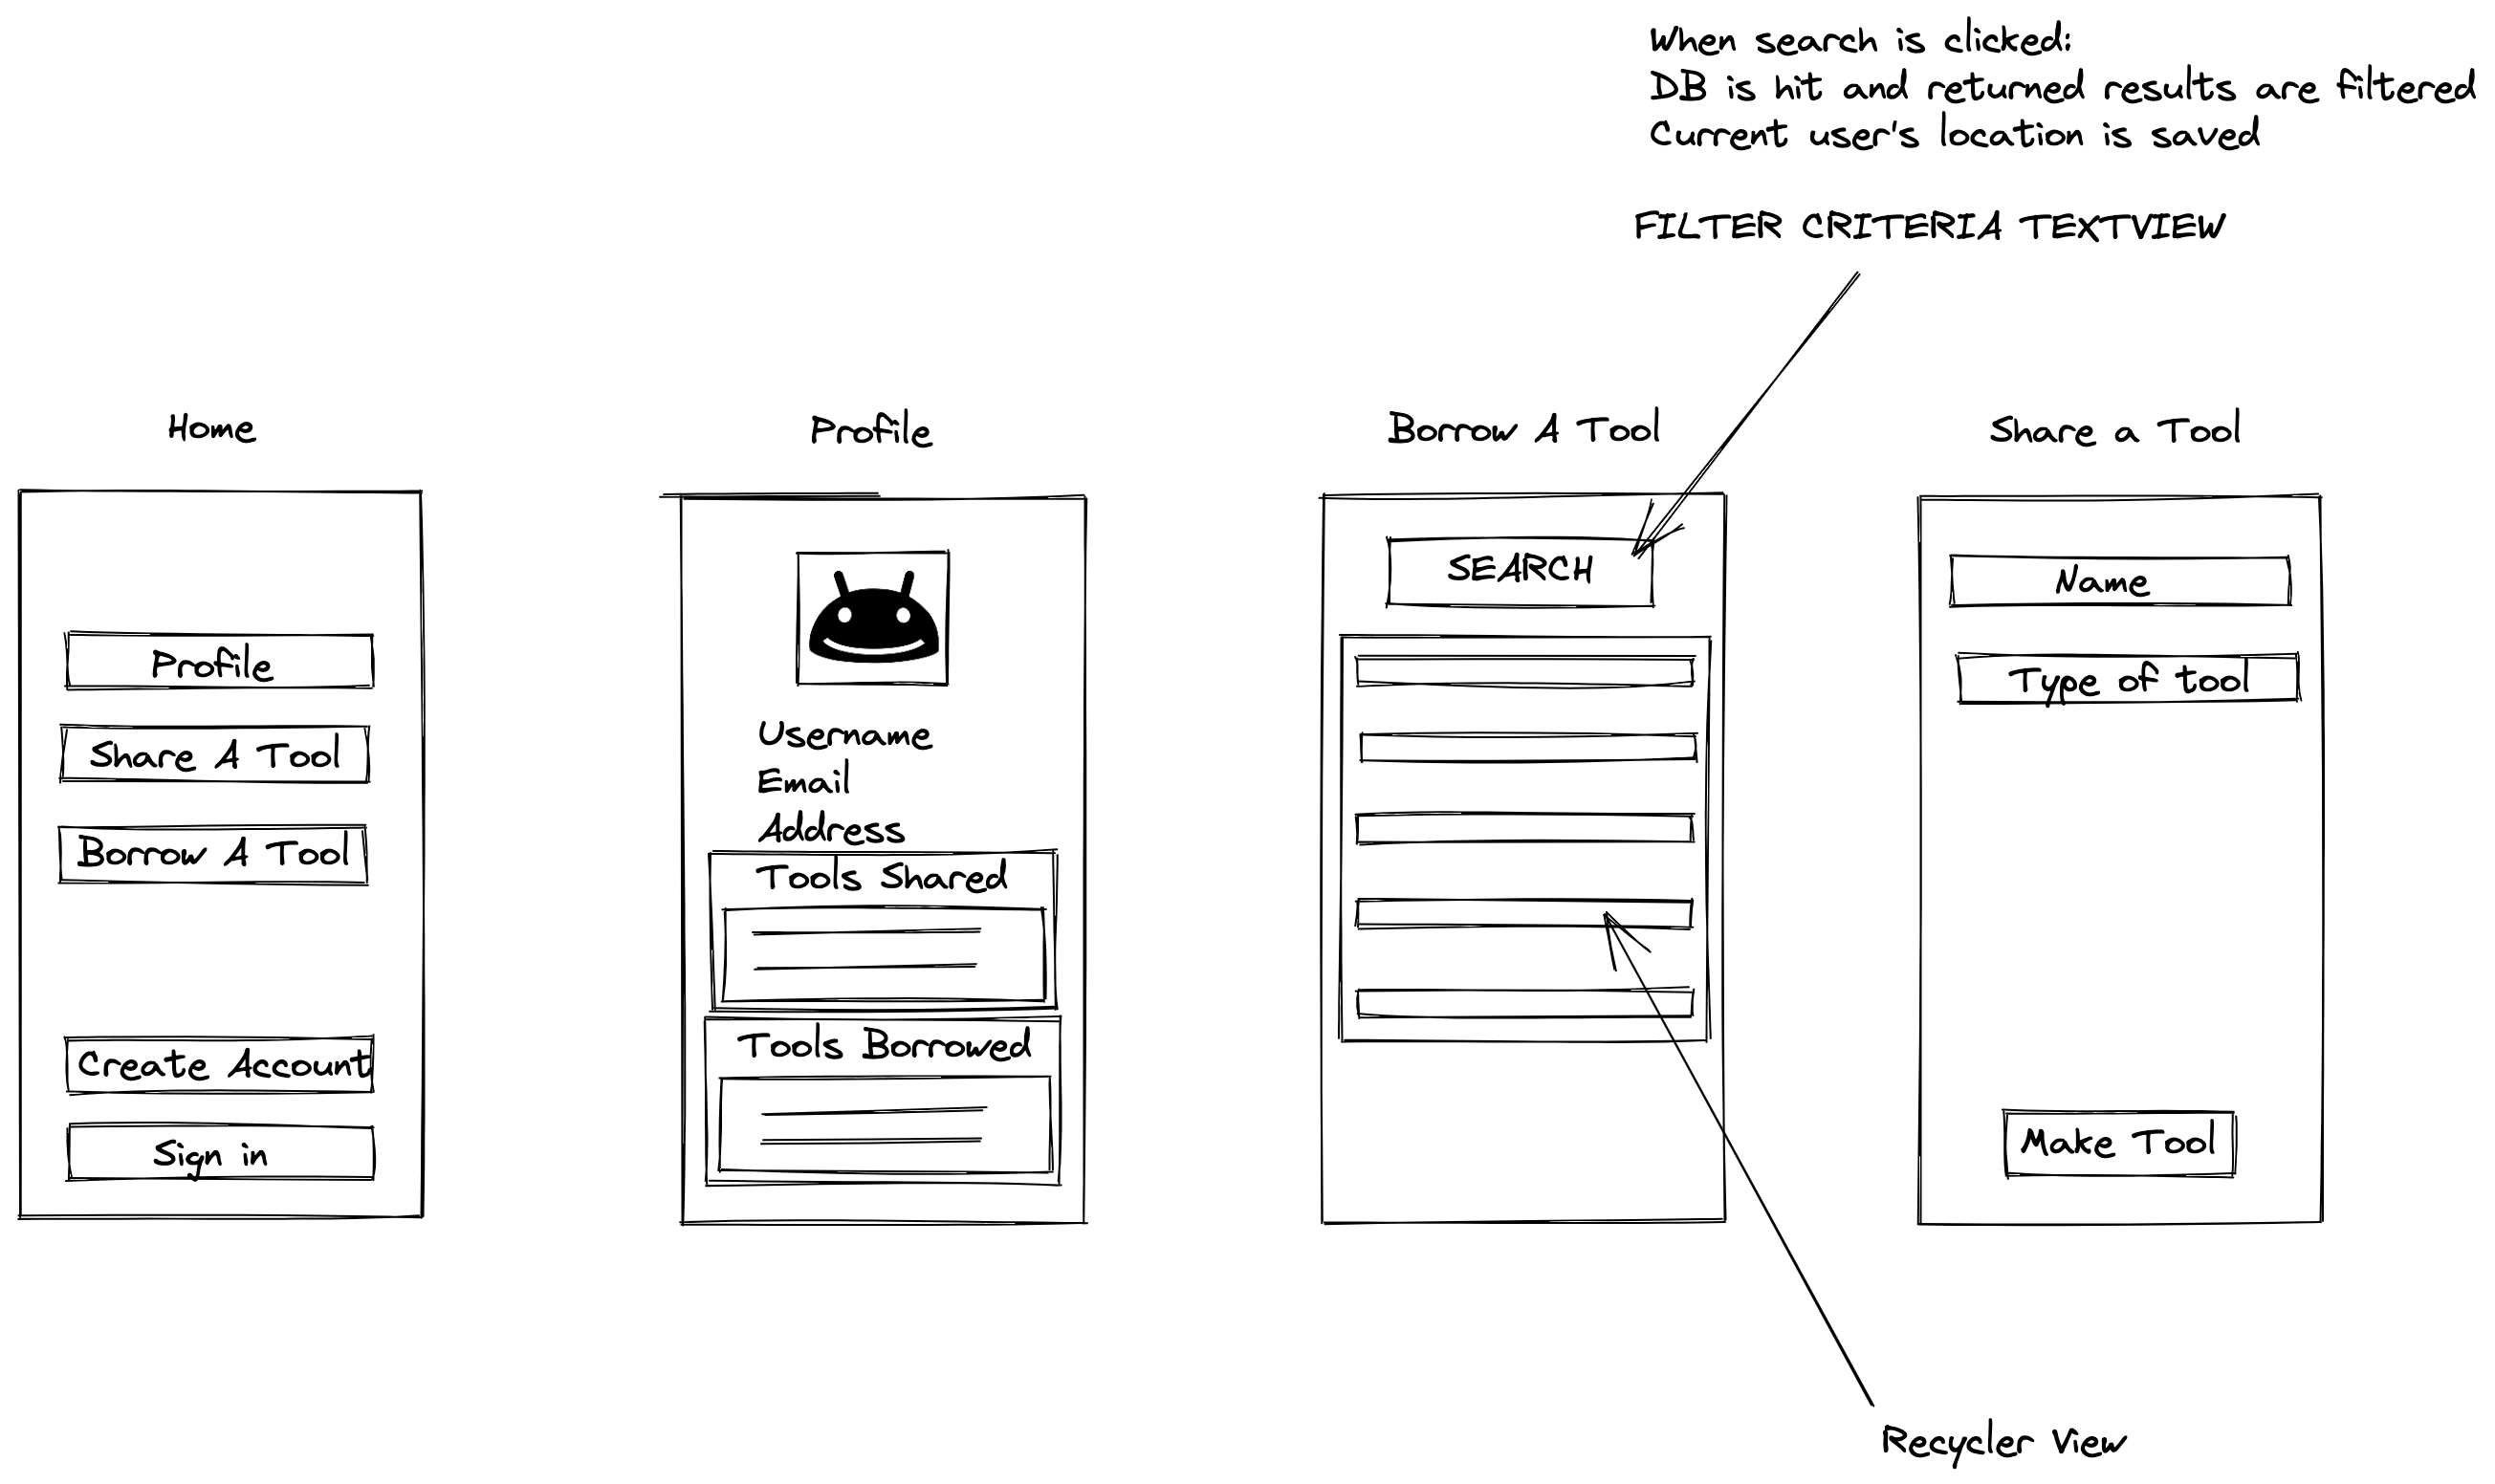 When search is clicked:
DB is hit and returned results are filtered
Current user's location is saved
FILTER CRITERIA TEXTVIEW
Home
Profile
Share A Tool
Borrow A Tool
Create Account
Sign in
Profile
Username
Email
Address
Tools Shared
Tools Borrowed
Borrow A Tool
SEARCH
Recycler View
Share a Tool
Name
Type of tool
Make Tool